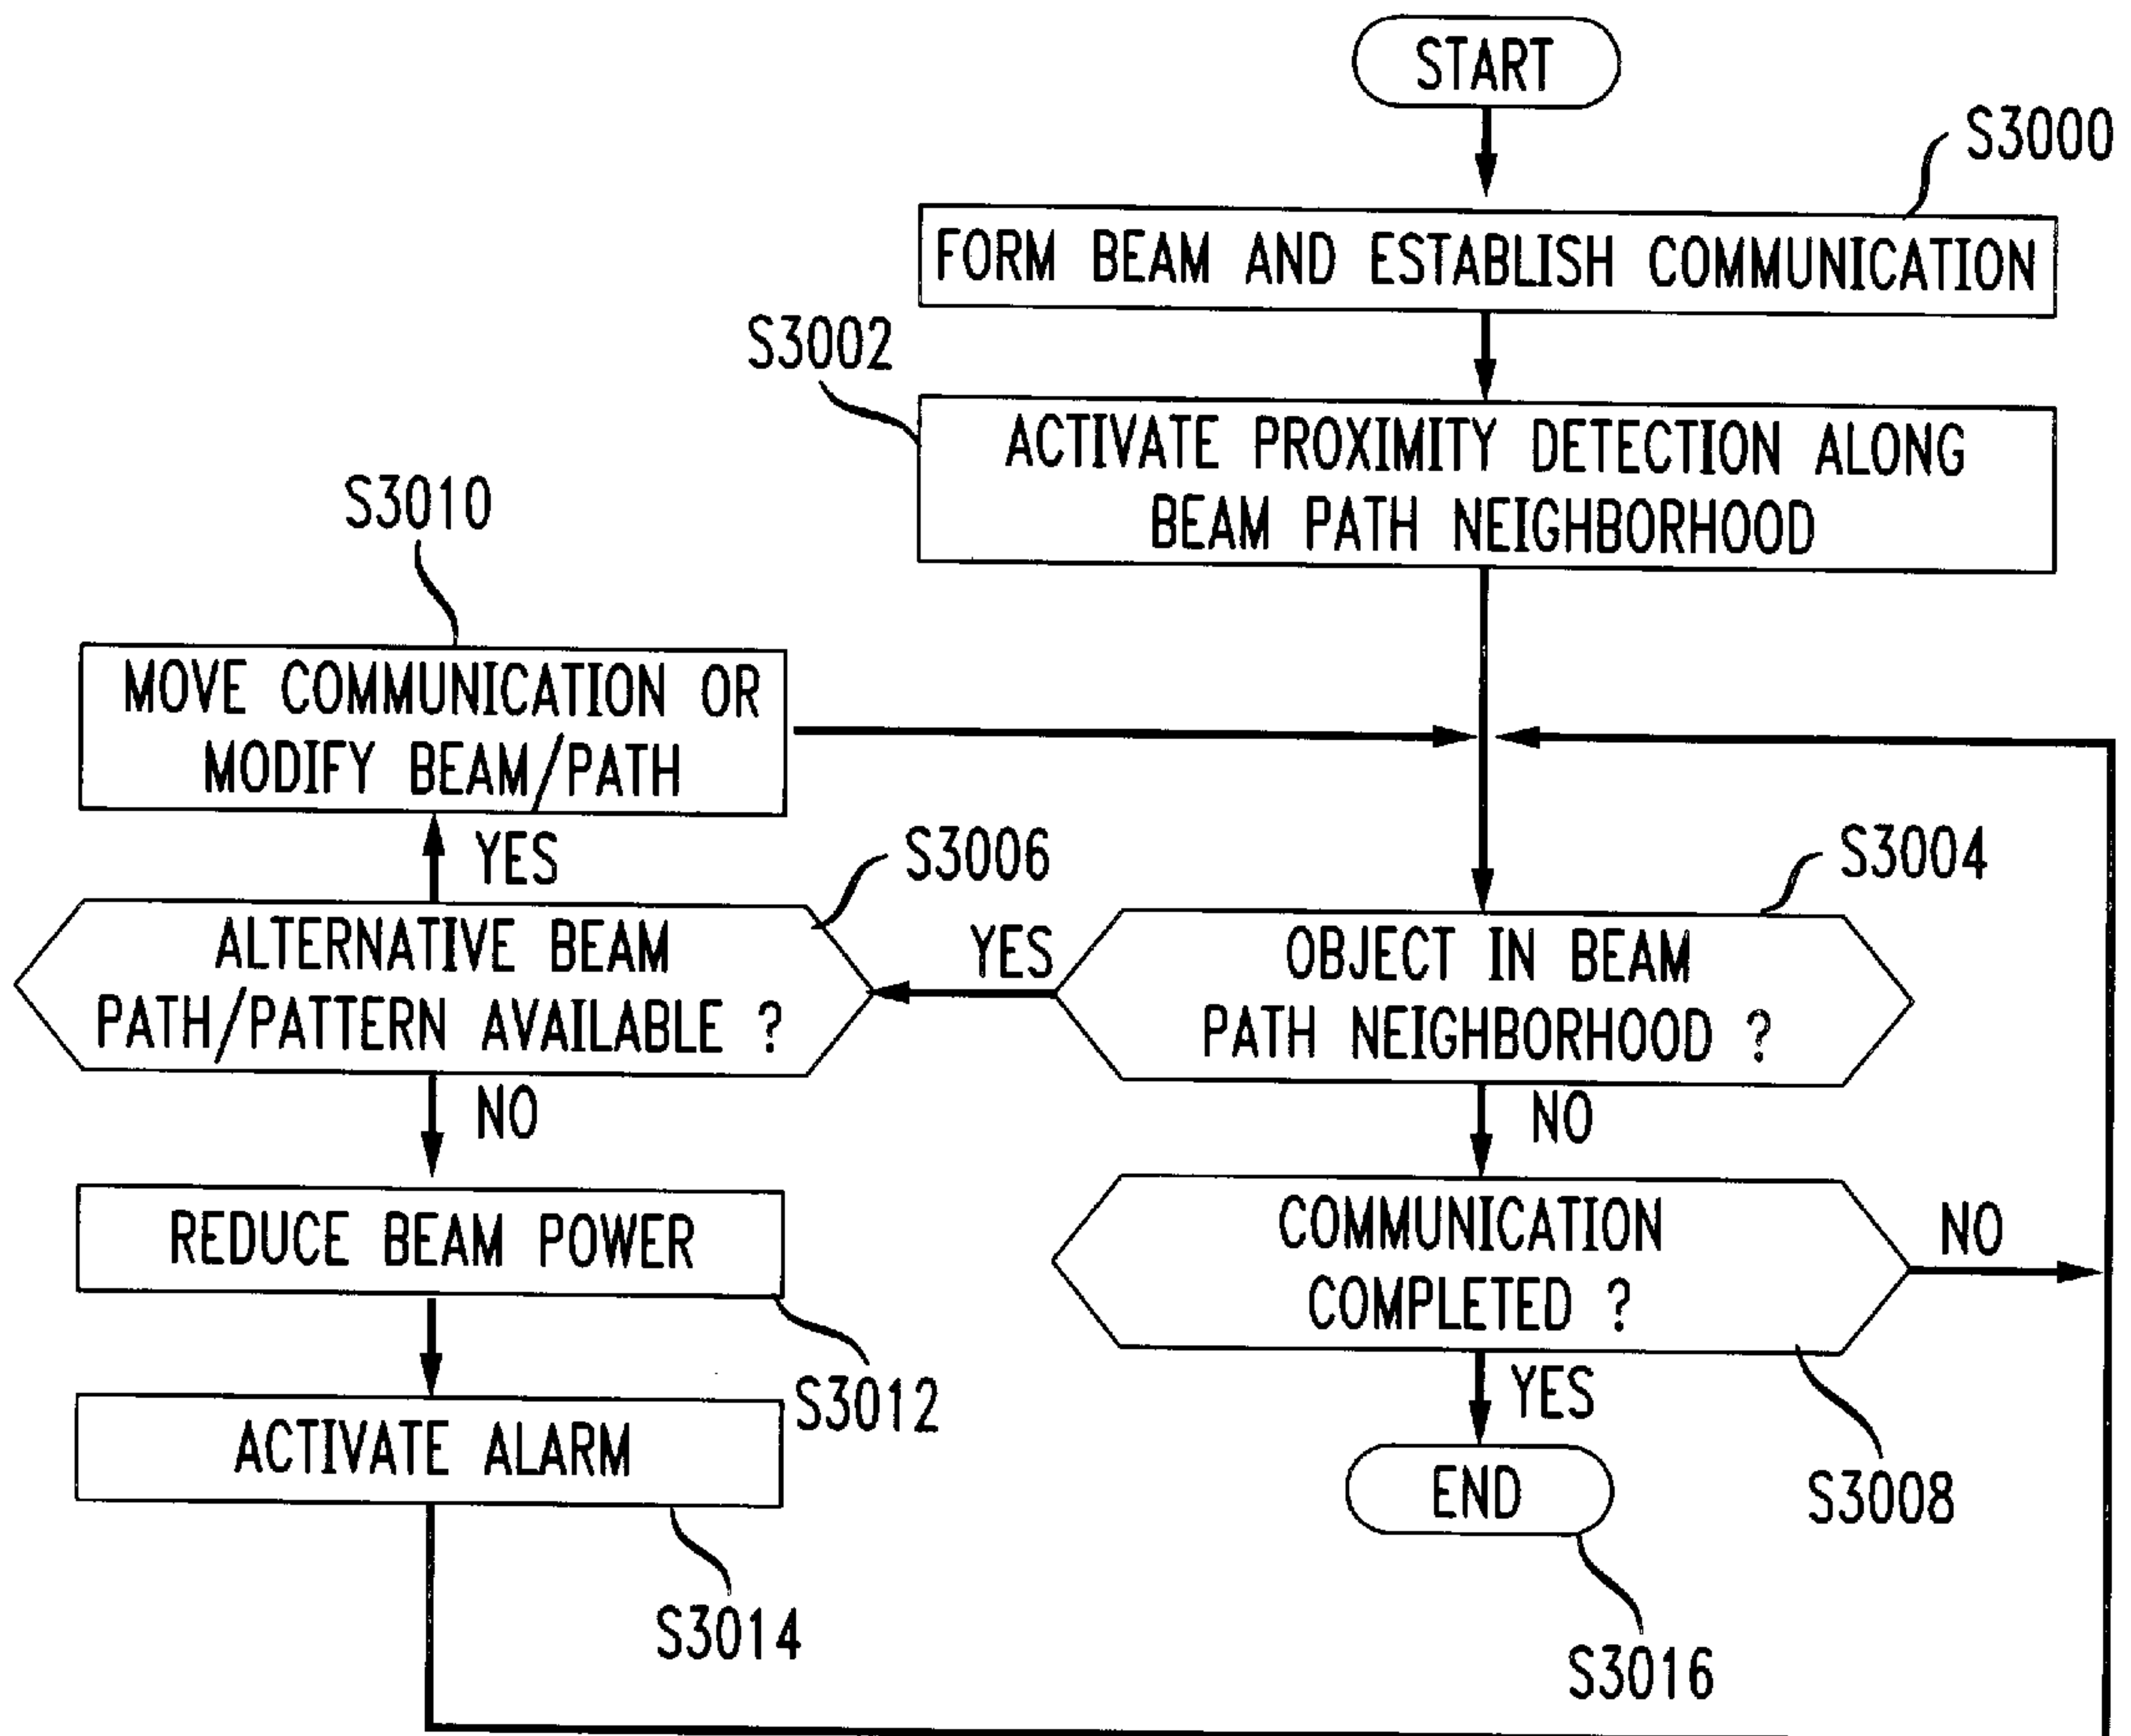 START
S3000
FORM BEAM AND ESTABLISH COMMUNICATION
S3002
ACTIVATE PROXIMITY DETECTION ALONG
BEAM PATH NEIGHBORHOOD
S3010
MOVE COMMUNICATION OR
MODIFY BEAM/PATH
YES
S3006
S3004
ALTERNATIVE BEAM
PATH/PATTERN AVAILABLE ?
YES
OBJECT IN BEAM
PATH NEIGHBORHOOD ?
NO
NO
REDUCE BEAM POWER
S3012
COMMUNICATION
COMPLETED ?
NO
YES
S3008
ACTIVATE ALARM
S3014
END
S3016